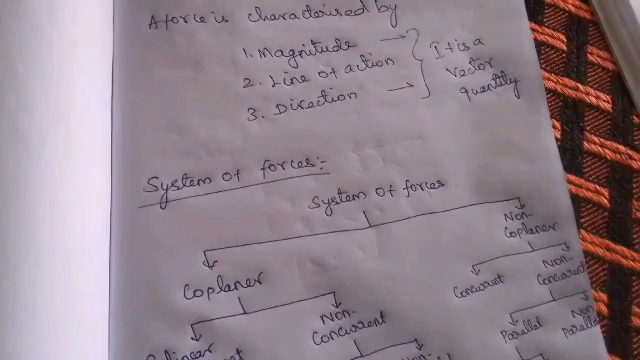 A force is characterised by
1. Magnitude
2. Line of action
3. Direction
It is a
vector
quantity
System of forces:-
System of forces
Coplaner
Non-
Coplaner
Concurrent
Non-
Concurrent
Non-
Concurrent
Parallel
Non
Parallel